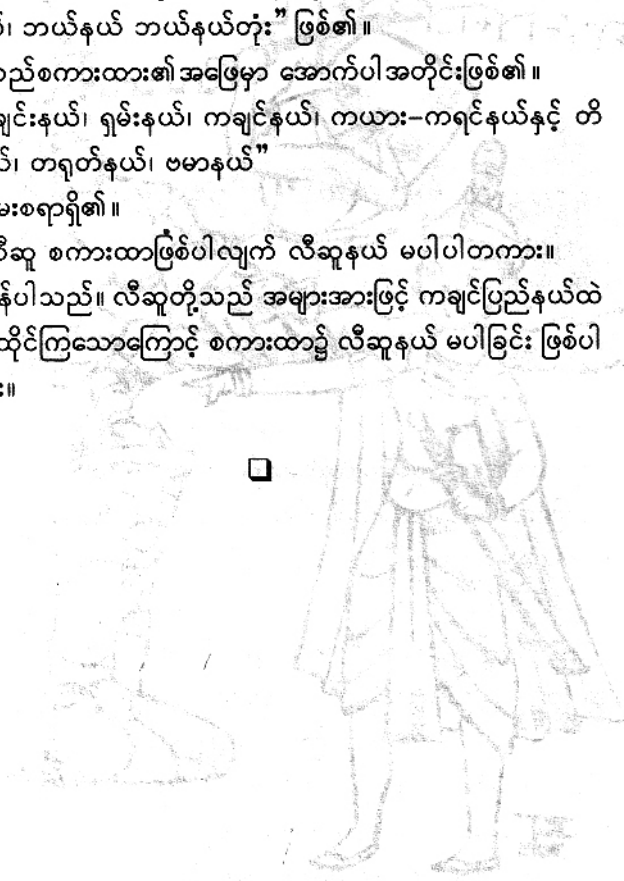 ဘယ်နယ် ဘယ်နယ်တုံး” ဖြစ်၏။
စကားထား၏အဖြေမှာ အောက်ပါအတိုင်းဖြစ်၏။
ချင်းနယ်၊ ရှမ်းနယ်၊ ကချင်နယ်၊ ကယား–ကရင်နယ်နှင့် တိ
တရုတ်နယ်၊ ဗမာနယ်”
မးစရာရှိ၏။
လီဆူ စကားထာဖြစ်ပါလျက် လီဆူနယ် မပါပါတကား။
န်ပါသည်။ လီဆူတို့သည် အများအားဖြင့် ကချင်ပြည်နယ်ထဲ
ထိုင်ကြသောကြောင့် စကားထာ၌ လီဆူနယ် မပါခြင်း ဖြစ်ပါ